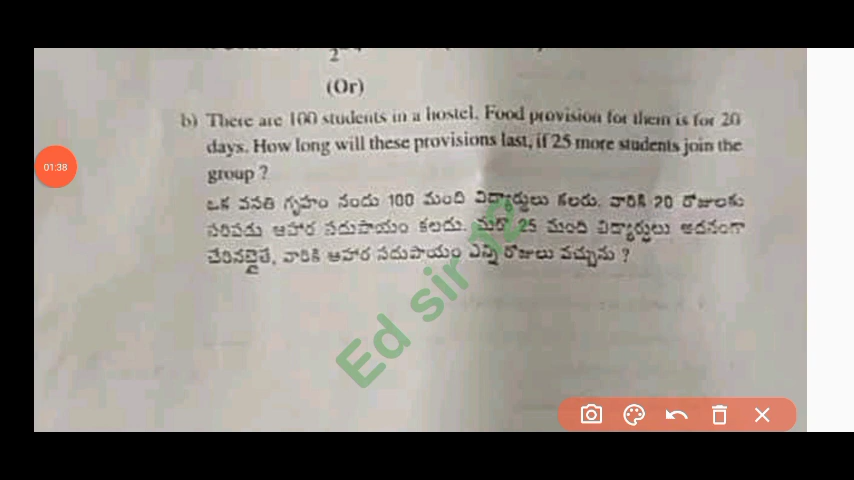 2
(Or)
b) There are 100 students in a hostel. Food provision for them is for 20
days. How long will these provisions last, if 25 more students join the
group ?
ఒక వసతి గృహం నందు 100 మంది విద్యార్థులు కలరు. వారికి 20 రోజులకు
సరిపడు ఆహార సదుపాయం కలదు. మరో 25 మంది విద్యార్థులు అదనంగా
చేరినట్లైతే, వారికి ఆహార సదుపాయం ఎన్ని రోజులు వచ్చును ?
01:38
Ed sir 12